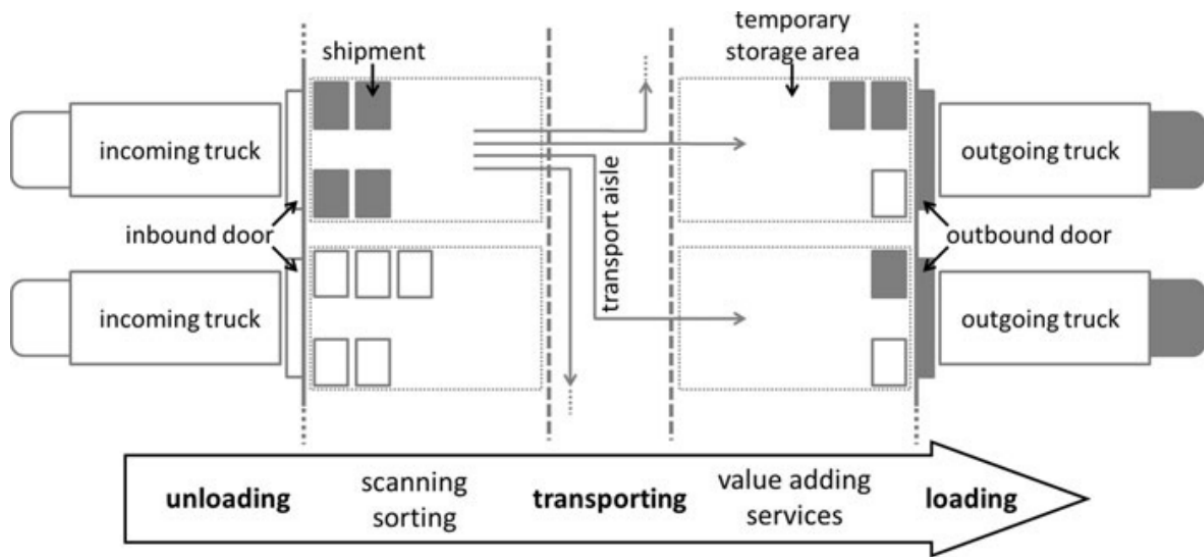 shipment
temporary
storage area
incoming truck
outgoing truck
inbound door
transport aisle
outbound door
incoming truck
outgoing truck
unloading
scanning
sorting
transporting
value adding
services
loading